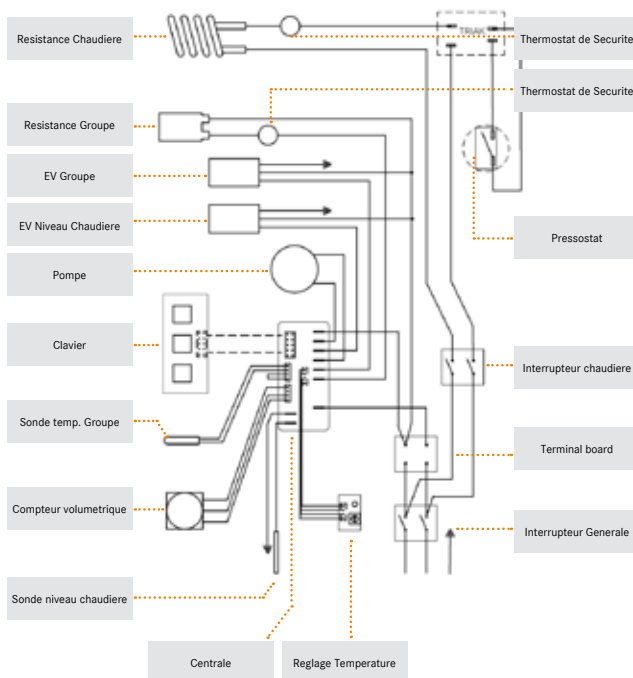 Resistance Chaudiere
Thermostat de Securite
TRIAK
Thermostat de Securite
Resistance Groupe
EV Groupe
EV Niveau Chaudiere
Pressostat
Pompe
Clavier
Interrupteur chaudiere
Sonde temp. Groupe
Terminal board
Compteur volumetrique
Interrupteur Generale
Sonde niveau chaudiere
Centrale
Reglage Temperature